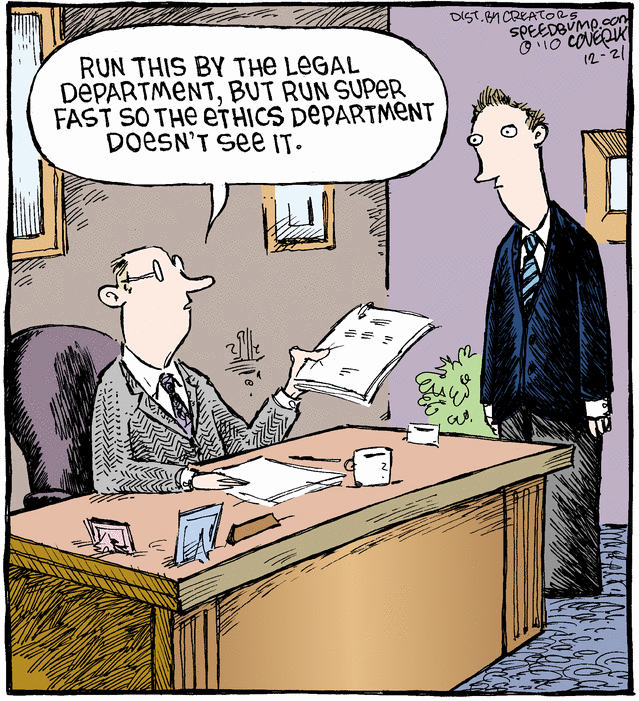 DIST. BY CREATORS
SPEEDBUMP.com
© '10 COVERLY
12-21
RUN THIS BY THE LEGAL
DEPARTMENT, BUT RUN SUPER
FAST SO THE ETHICS DEPARTMENT
DOESN'T SEE IT.